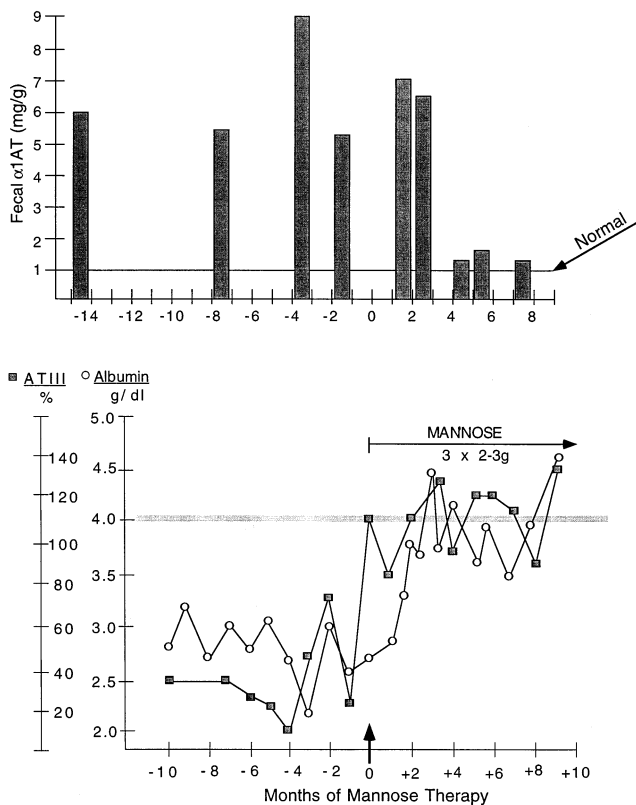 Fecal α1AT (mg/g)
9
8
7
6
5
4
3
2
1
Normal
-14 -12 -10 -8 -6 -4 -2 0 2 4 6 8
ATIII Albumin
% g/dl
5.0
140 4.5
120
4.0
100
3.5
80
60 3.0
40 2.5
20
2.0
MANNOSE
3 x 2-3g
-10 -8 -6 -4 -2 0 +2 +4 +6 +8 +10
Months of Mannose Therapy